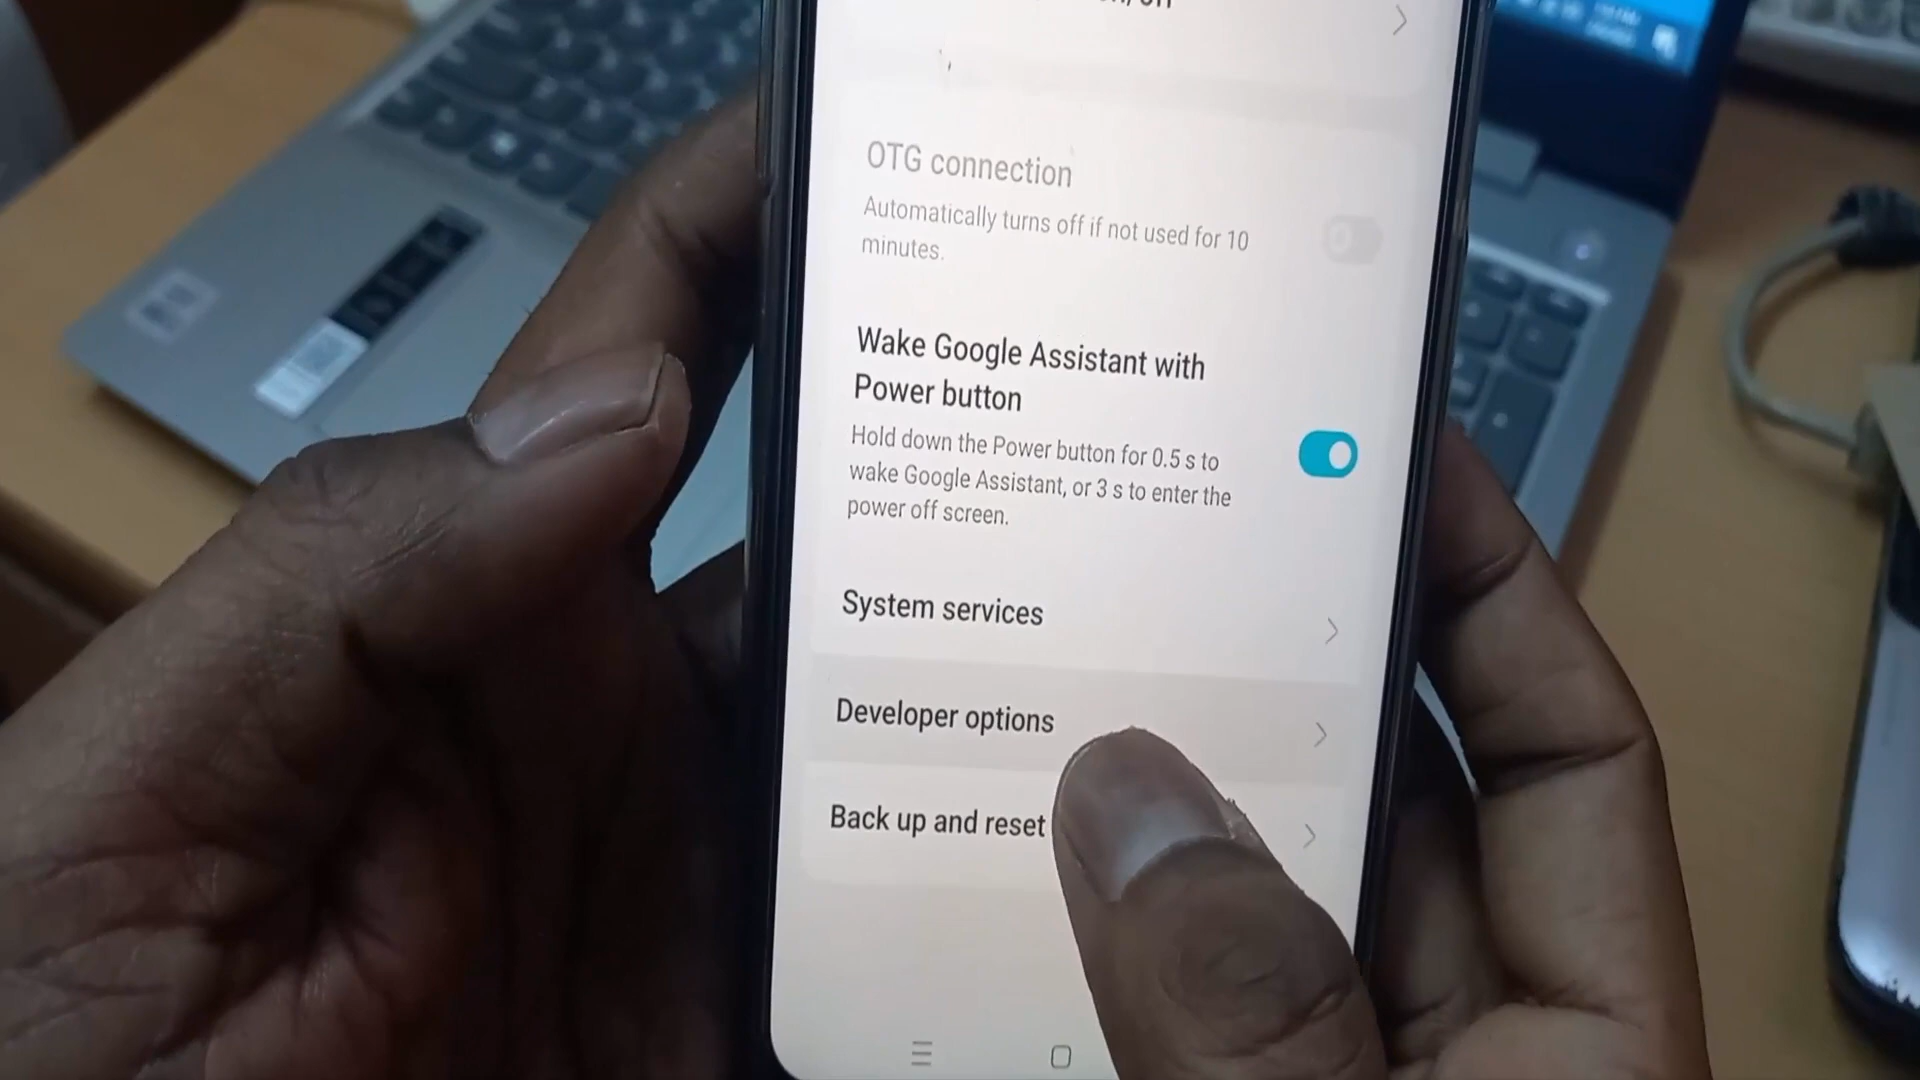 OTG connection
Automatically turns off if not used for 10
minutes.
Wake Google Assistant with
Power button
Hold down the Power button for 0.5 s to
wake Google Assistant, or 3 s to enter the
power off screen.
System services
Developer options
Back up and reset